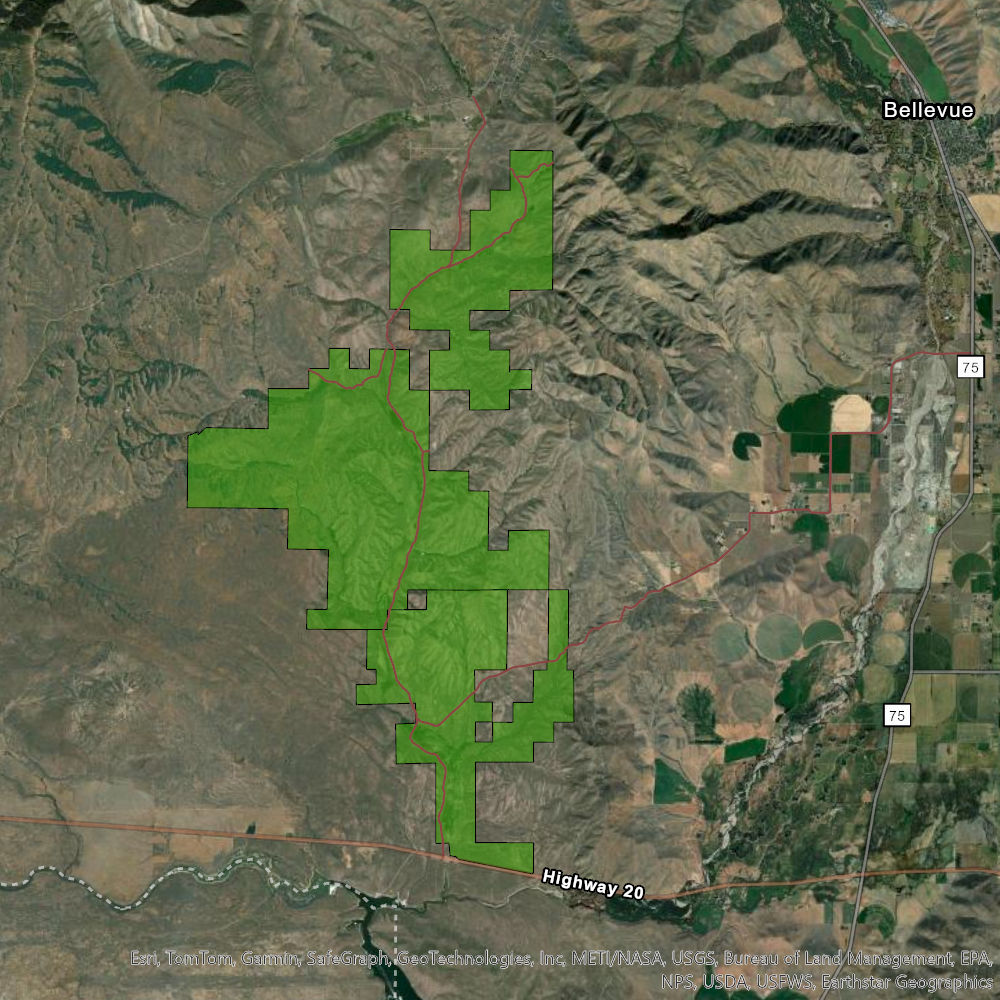 Bellevue
75
75
Highway 20
Esri, TomTom, Garmin, SafeGraph, GeoTechnologies, Inc, METI/NASA, USGS, Bureau of Land Management, EPA,
NPS, USDA, USFWS, Earthstar Geographics